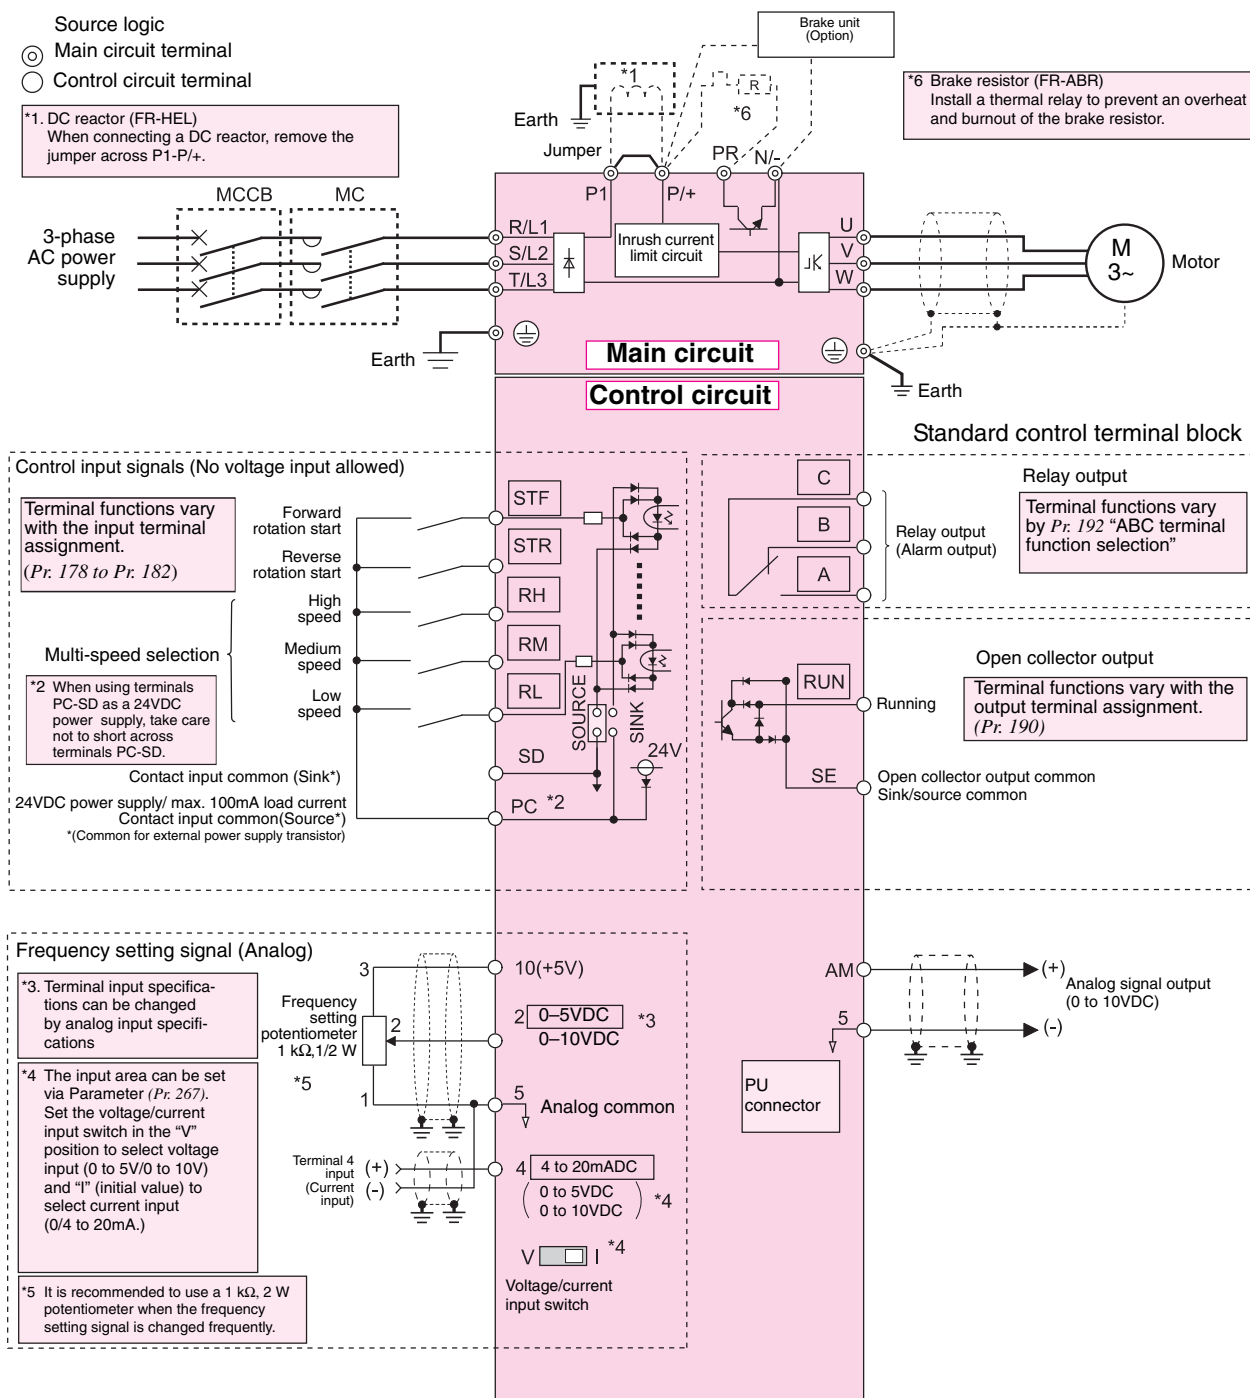 Source logic
Main circuit terminal
Control circuit terminal
*1. DC reactor (FR-HEL)
When connecting a DC reactor, remove the
jumper across P1-P/+.
Brake unit
(Option)
*1
R
*6
Earth
Jumper
PR
N/-
P1
P/+
*6 Brake resistor (FR-ABR)
Install a thermal relay to prevent an overheat
and burnout of the brake resistor.
MCCB
MC
3-phase
AC power
supply
R/L1
S/L2
T/L3
Inrush current
limit circuit
U
V
W
M
3~
Motor
Earth
Main circuit
Earth
Control circuit
Standard control terminal block
Control input signals (No voltage input allowed)
Terminal functions vary
with the input terminal
assignment.
(Pr. 178 to Pr. 182)
Forward
rotation start
Reverse
rotation start
High
speed
Medium
speed
Low
speed
Multi-speed selection
*2 When using terminals
PC-SD as a 24VDC
power supply, take care
not to short across
terminals PC-SD.
Contact input common (Sink*)
24VDC power supply/ max. 100mA load current
Contact input common(Source*)
*(Common for external power supply transistor)
STF
STR
RH
RM
RL
SD
PC *2
SOURCE
SINK
24V
C
B
A
Relay output
(Alarm output)
Relay output
Terminal functions vary
by Pr. 192 “ABC terminal
function selection”
RUN
Running
SE
Open collector output common
Sink/source common
Open collector output
Terminal functions vary with the
output terminal assignment.
(Pr. 190)
Frequency setting signal (Analog)
*3. Terminal input specifica-
tions can be changed
by analog input specifi-
cations
*4 The input area can be set
via Parameter (Pr. 267).
Set the voltage/current
input switch in the “V”
position to select voltage
input (0 to 5V/0 to 10V)
and “I” (initial value) to
select current input
(0/4 to 20mA.)
*5 It is recommended to use a 1 kΩ, 2 W
potentiometer when the frequency
setting signal is changed frequently.
Frequency
setting
potentiometer
1 kΩ,1/2 W
*5
3
2
1
10(+5V)
2 0–5VDC *3
0–10VDC
5 Analog common
Terminal 4
input
(Current
input)
(+)
(-)
4 4 to 20mADC
(0 to 5VDC
0 to 10VDC) *4
V I *4
Voltage/current
input switch
AM
(+)
Analog signal output
(0 to 10VDC)
5
(-)
PU
connector